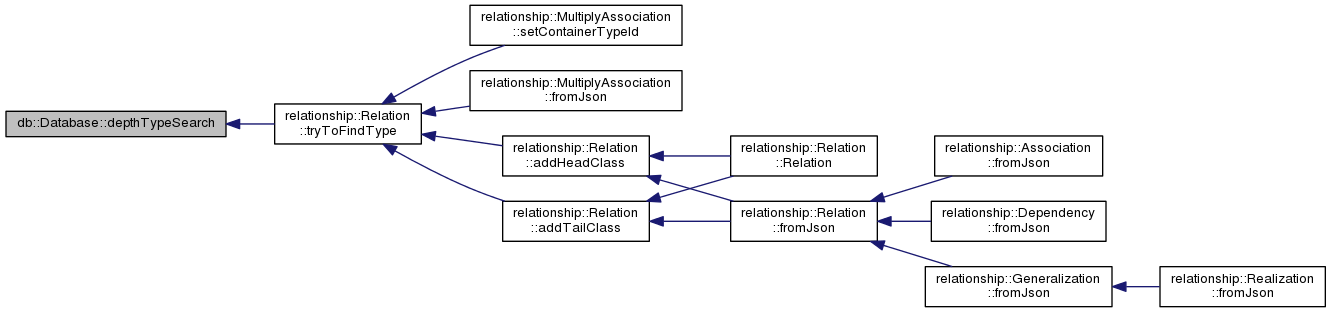 db::Database::depthTypeSearch
relationship::Relation
::tryToFindType
relationship::MultiplyAssociation
::setContainerTypeId
relationship::MultiplyAssociation
::fromJson
relationship::Relation
::addHeadClass
relationship::Relation
::addTailClass
relationship::Relation
::Relation
relationship::Relation
::fromJson
relationship::Association
::fromJson
relationship::Dependency
::fromJson
relationship::Generalization
::fromJson
relationship::Realization
::fromJson